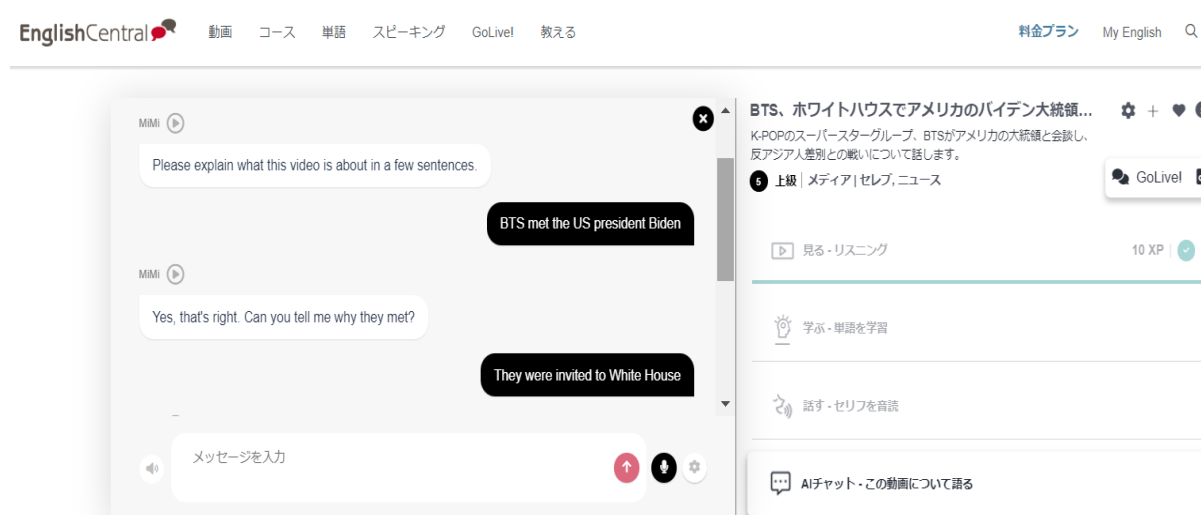 EnglishCentral
動画 コース 単語 スピーキング GoLive! 教える 料金プラン My English
MiMi
Please explain what this video is about in a few sentences.
BTS met the US president Biden
MiMi
Yes, that's right. Can you tell me why they met?
They were invited to White House
メッセージを入力
BTS、ホワイトハウスでアメリカのバイデン大統領...
K-POPのスーパースターグループ、BTSがアメリカの大統領と会談し、
反アジア人差別との戦いについて話します。
5 上級 | メディア | セレブ, ニュース
GoLive!
見る - リスニング 10 XP
学ぶ - 単語を学習
話す - セリフを音読
AIチャット - この動画について語る